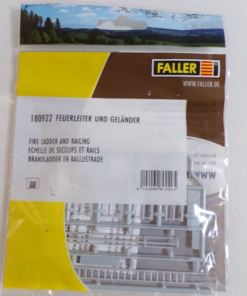 FALLER
WWW.FALLER.DE
180922 FEUERLEITER UND GELÄNDER
FIRE LADDER AND RAILING
ECHELLE DE SECOURS ET RAILS
BRANDLADDER EN BALLUSTRADE